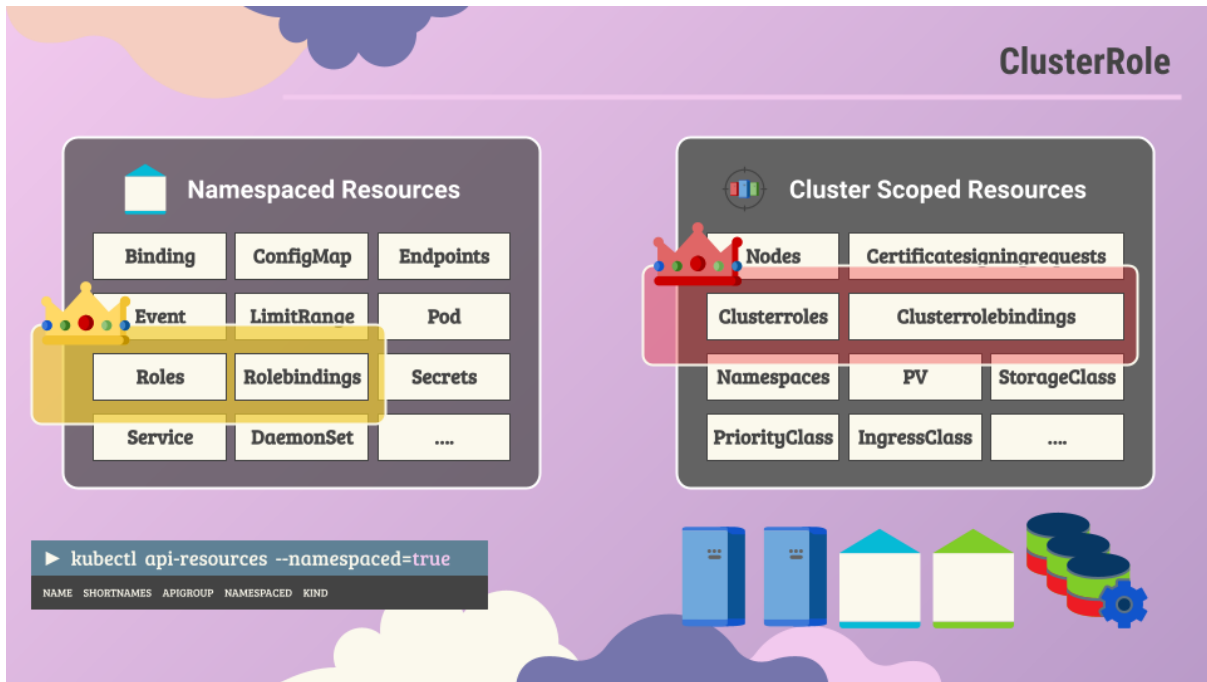 ClusterRole
Namespaced Resources
Binding ConfigMap Endpoints
Event LimitRange Pod
Roles Rolebindings Secrets
Service DaemonSet ....
Cluster Scoped Resources
Nodes Certificatesigningrequests
Clusterroles Clusterrolebindings
Namespaces PV StorageClass
PriorityClass IngressClass ....
► kubectl api-resources --namespaced=true
NAME SHORTNAMES APIGROUP NAMESPACED KIND